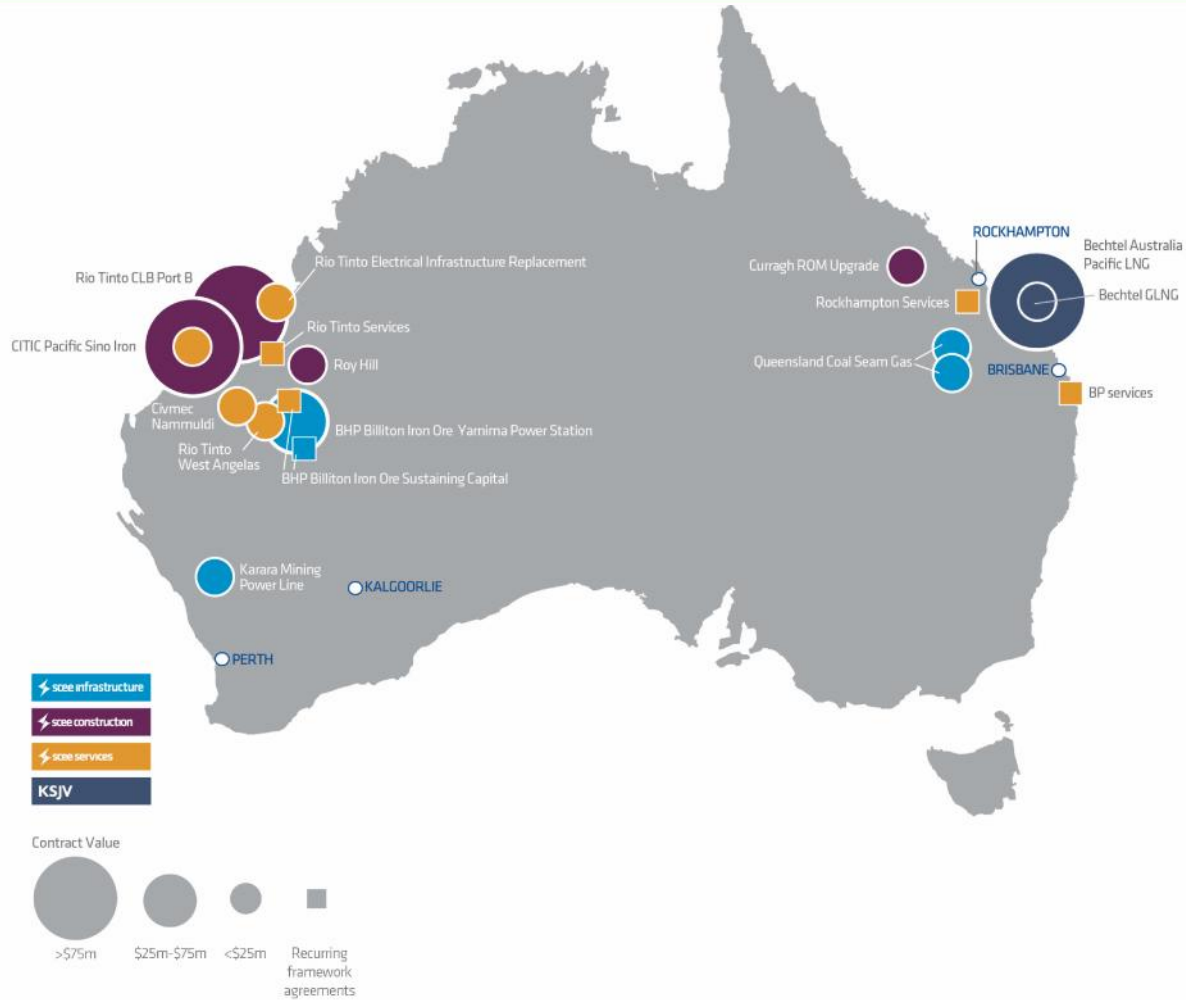 ROCKHAMPTON
Bechtel Australia
Pacific LNG
Bechtel GLNG
Curragh ROM Upgrade
Rockhampton Services
Queensland Coal Seam Gas
BRISBANE
BP services
Rio Tinto CLB Port B
Rio Tinto Electrical Infrastructure Replacement
Rio Tinto Services
CITIC Pacific Sino Iron
Roy Hill
Civmec
Nammuldi
Rio Tinto
West Angelas
BHP Billiton Iron Ore Yarnima Power Station
BHP Billiton Iron Ore Sustaining Capital
Karara Mining
Power Line
KALGOORLIE
PERTH
scee infrastructure
scee construction
scee services
KSJV
Contract Value
>$75m
$25m-$75m
<$25m
Recurring
framework
agreements